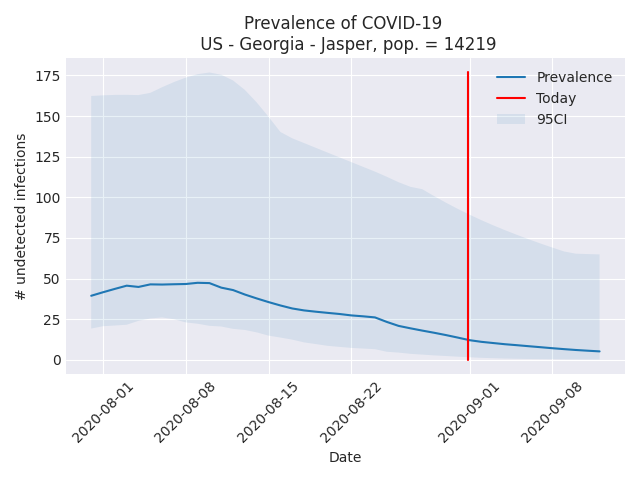 Prevalence of COVID-19
US - Georgia - Jasper, pop. = 14219
Prevalence
Today
95CI
# undetected infections
175
150
125
100
75
50
25
0
2020-08-01
2020-08-08
2020-08-15
2020-08-22
2020-09-01
2020-09-08
Date